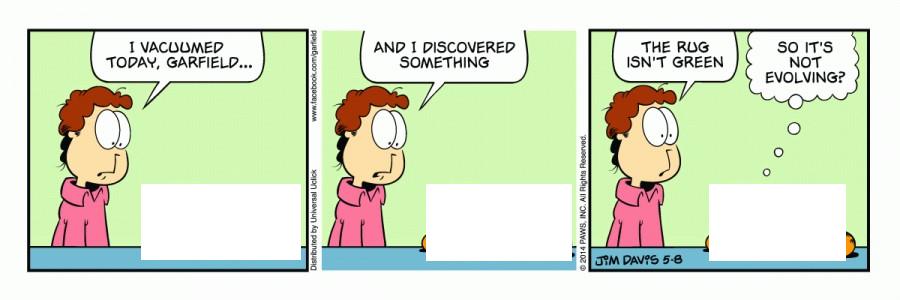 I VACUUMED
TODAY, GARFIELD...
www.facebook.com/garfield
Distributed by Universal Uclick
AND I DISCOVERED
SOMETHING
© 2014 PAWS, INC. All Rights Reserved.
THE RUG
ISN'T GREEN
SO IT'S
NOT
EVOLVING?
JIM DAVIS 5-8